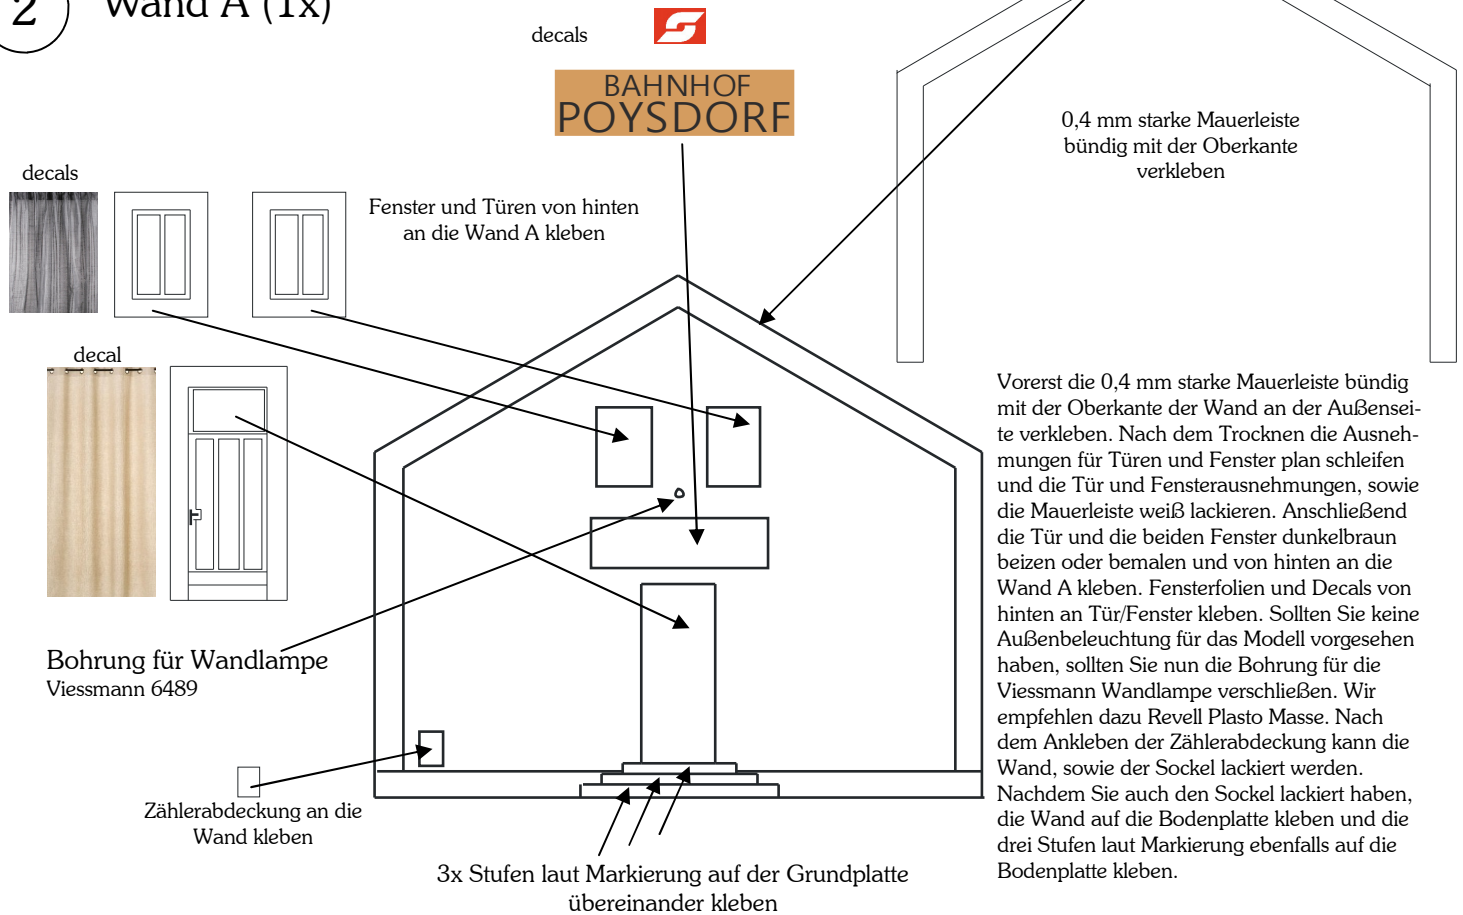 2
Wand A (1x)
decals
BAHNHOF
POYSDORF
0,4 mm starke Mauerleiste
bündig mit der Oberkante
verkleben
decals
Fenster und Türen von hinten
an die Wand A kleben
decal
Vorerst die 0,4 mm starke Mauerleiste bündig
mit der Oberkante der Wand an der Außensei-
te verkleben. Nach dem Trocknen die Ausneh-
mungen für Türen und Fenster plan schleifen
und die Tür und Fensterausnehmungen, sowie
die Mauerleiste weiß lackieren. Anschließend
die Tür und die beiden Fenster dunkelbraun
beizen oder bemalen und von hinten an die
Wand A kleben. Fensterfolien und Decals von
hinten an Tür/Fenster kleben. Sollten Sie keine
Außenbeleuchtung für das Modell vorgesehen
haben, sollten Sie nun die Bohrung für die
Viessmann Wandlampe verschließen. Wir
empfehlen dazu Revell Plasto Masse. Nach
dem Ankleben der Zählerabdeckung kann die
Wand, sowie der Sockel lackiert werden.
Nachdem Sie auch den Sockel lackiert haben,
die Wand auf die Bodenplatte kleben und die
drei Stufen laut Markierung ebenfalls auf die
Bodenplatte kleben.
Bohrung für Wandlampe
Viessmann 6489
Zählerabdeckung an die
Wand kleben
3x Stufen laut Markierung auf der Grundplatte
übereinander kleben